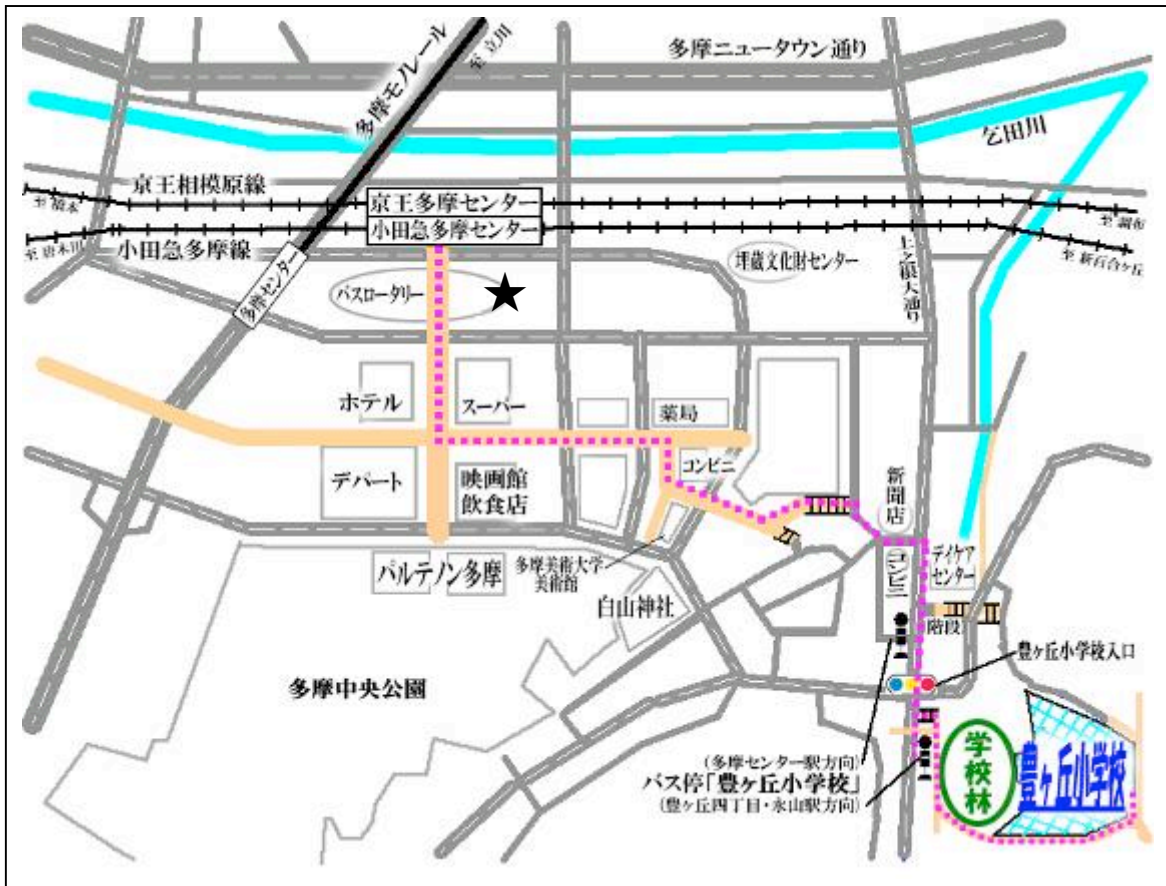 多摩ニュータウン通り
至 立川
多摩モノレール
乞田川
京王相模原線
至 橋本
京王多摩センター
小田急多摩センター
至 調布
小田急多摩線
至 唐木田
至 新百合ヶ丘
多摩センター
バスロータリー
埋蔵文化財センター
上之根大通り
ホテル
スーパー
薬局
デパート
映画館
飲食店
コンビニ
新聞店
コンビニ
デイケア
センター
パルテノン多摩
多摩美術大学
美術館
白山神社
階段
豊ヶ丘小学校入口
多摩中央公園
(多摩センター駅方向)
バス停「豊ヶ丘小学校」
(豊ヶ丘四丁目・永山駅方向)
学校林
豊ヶ丘小学校